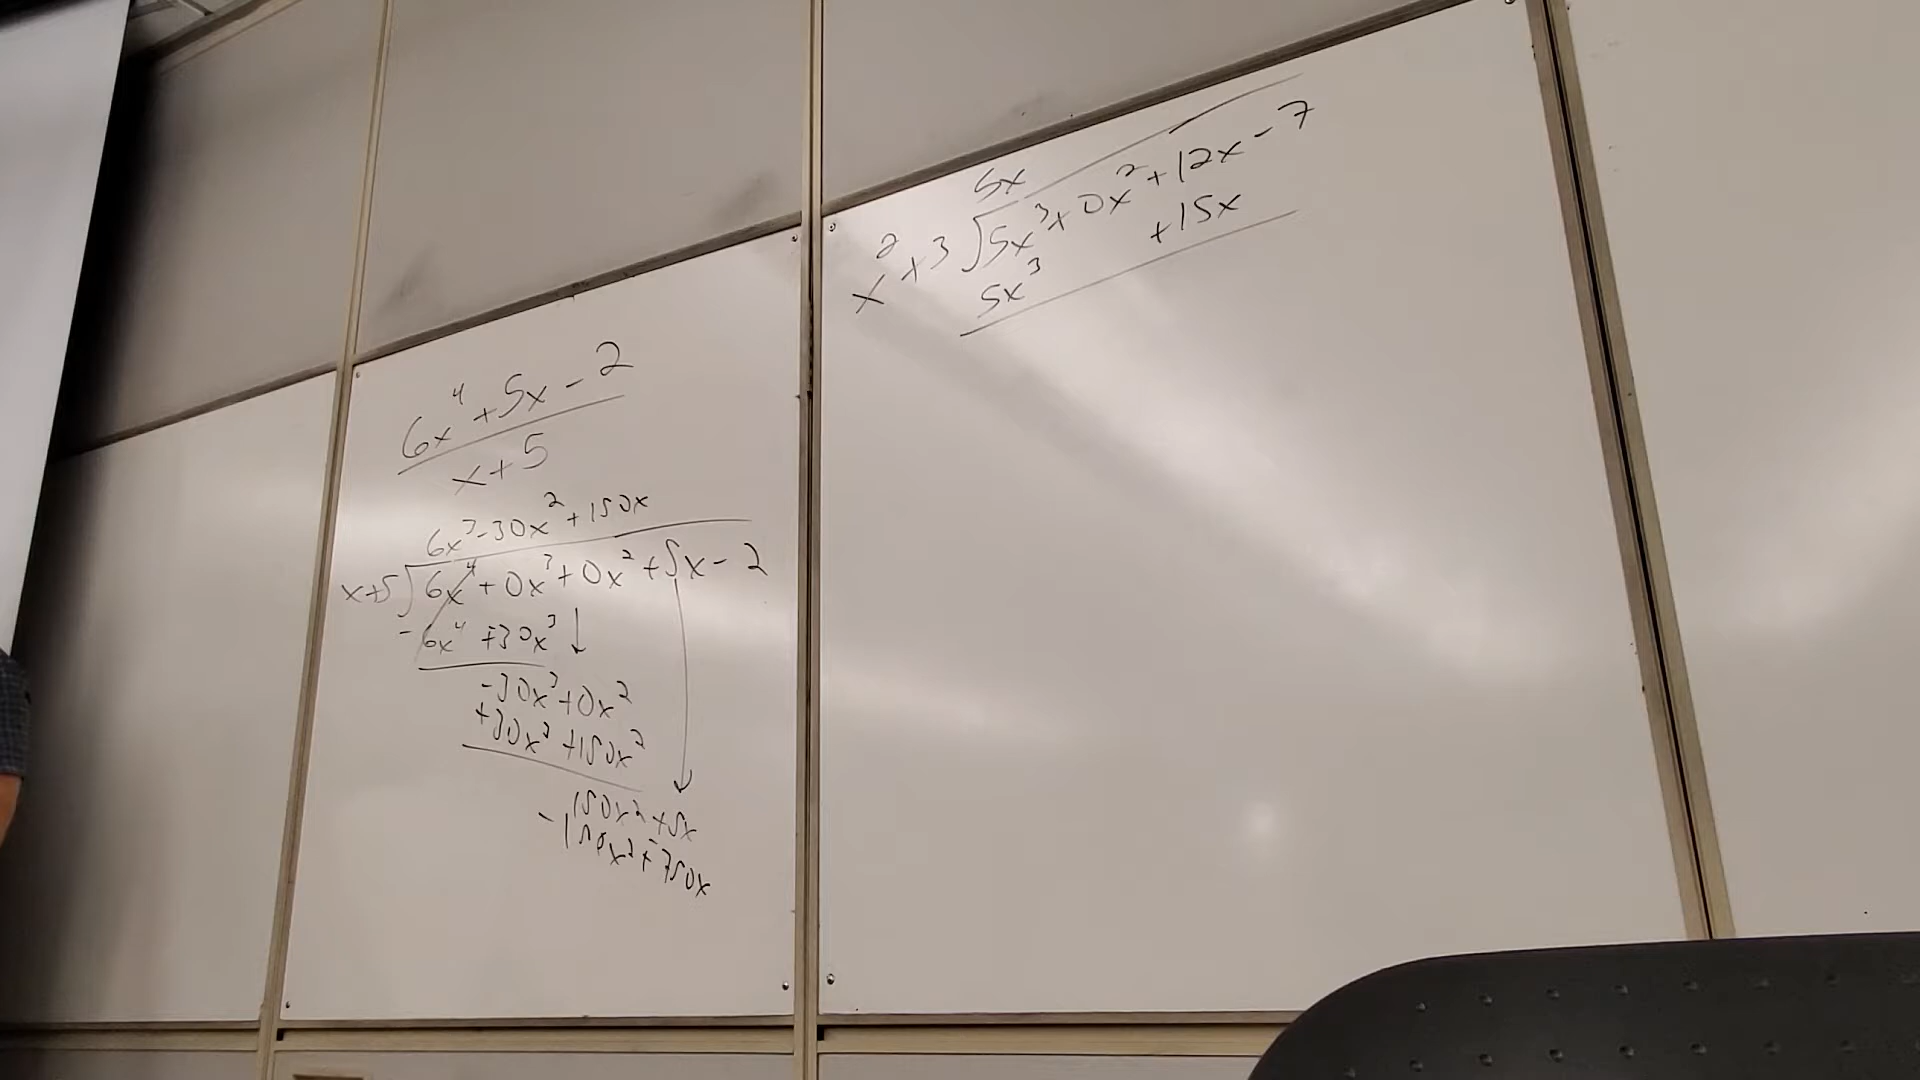 6x⁴ + 5x - 2
x + 5
6x³ - 30x² + 150x
x+5 6x⁴ + 0x³ + 0x² + 5x - 2
- 6x⁴ + 30x³
-30x³ + 0x²
+30x³ + 150x²
150x² + 5x
- 150x² + 750x
5x
x² + 3 5x³ + 0x² + 12x - 7
5x³ + 15x